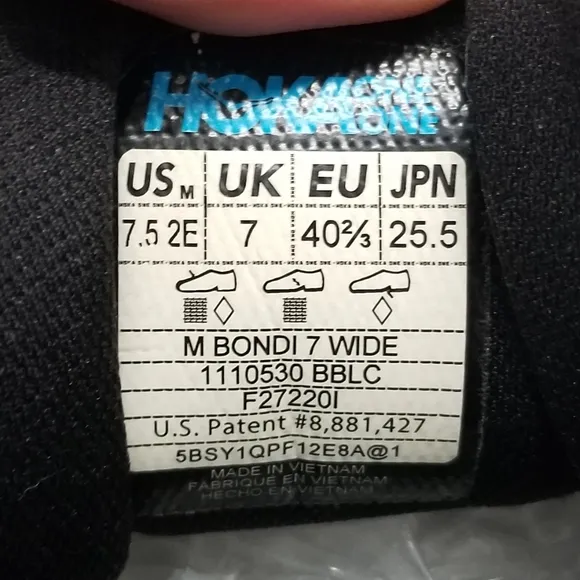 HOKA ONE ONE
US M UK EU JPN
7.5 2E 7 40⅔ 25.5
M BONDI 7 WIDE
1110530 BBLC
F27220I
U.S. Patent #8,881,427
5BSY1QPF12E8A@1
MADE IN VIETNAM
FABRIQUE EN VIETNAM
HECHO EN VIETNAM